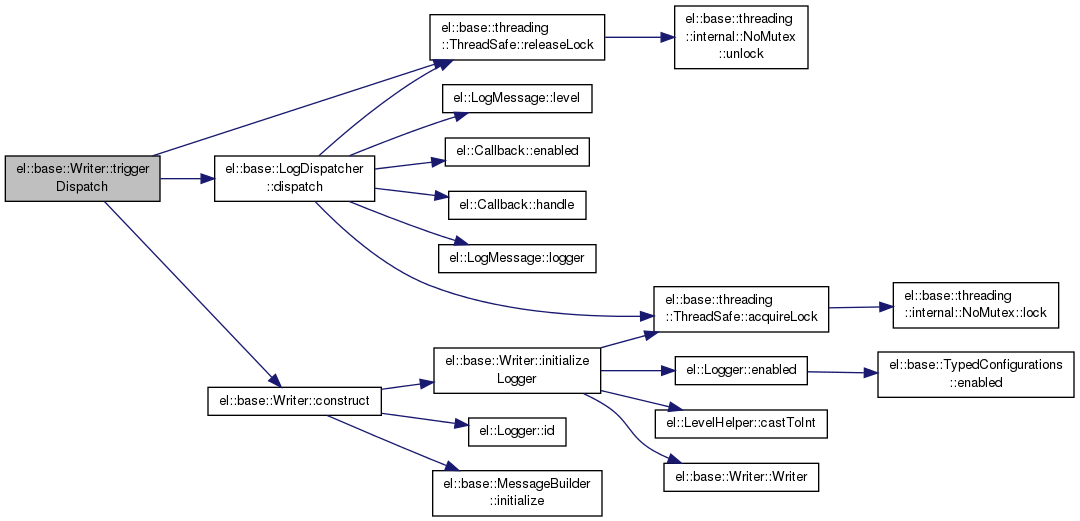 el::base::Writer::trigger
Dispatch
el::base::LogDispatcher
::dispatch
el::base::threading
::ThreadSafe::releaseLock
el::base::threading
::internal::NoMutex
::unlock
el::LogMessage::level
el::Callback::enabled
el::Callback::handle
el::LogMessage::logger
el::base::threading
::ThreadSafe::acquireLock
el::base::threading
::internal::NoMutex::lock
el::base::Writer::construct
el::base::Writer::initialize
Logger
el::Logger::enabled
el::base::TypedConfigurations
::enabled
el::LevelHelper::castToInt
el::base::Writer::Writer
el::Logger::id
el::base::MessageBuilder
::initialize